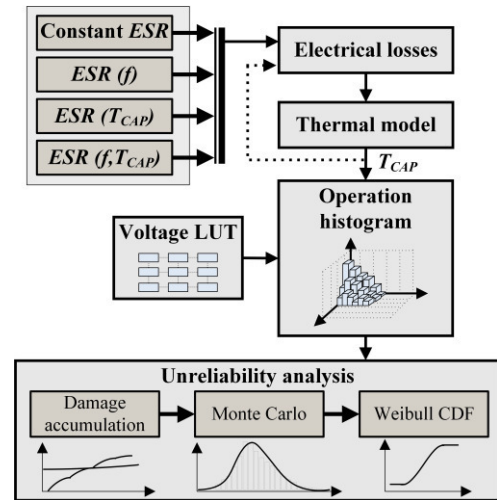 Constant ESR
ESR (f)
ESR (T_CAP)
ESR (f,T_CAP)
Electrical losses
Thermal model
T_CAP
Operation
histogram
Voltage LUT
Unreliability analysis
Damage
accumulation
Monte Carlo
Weibull CDF